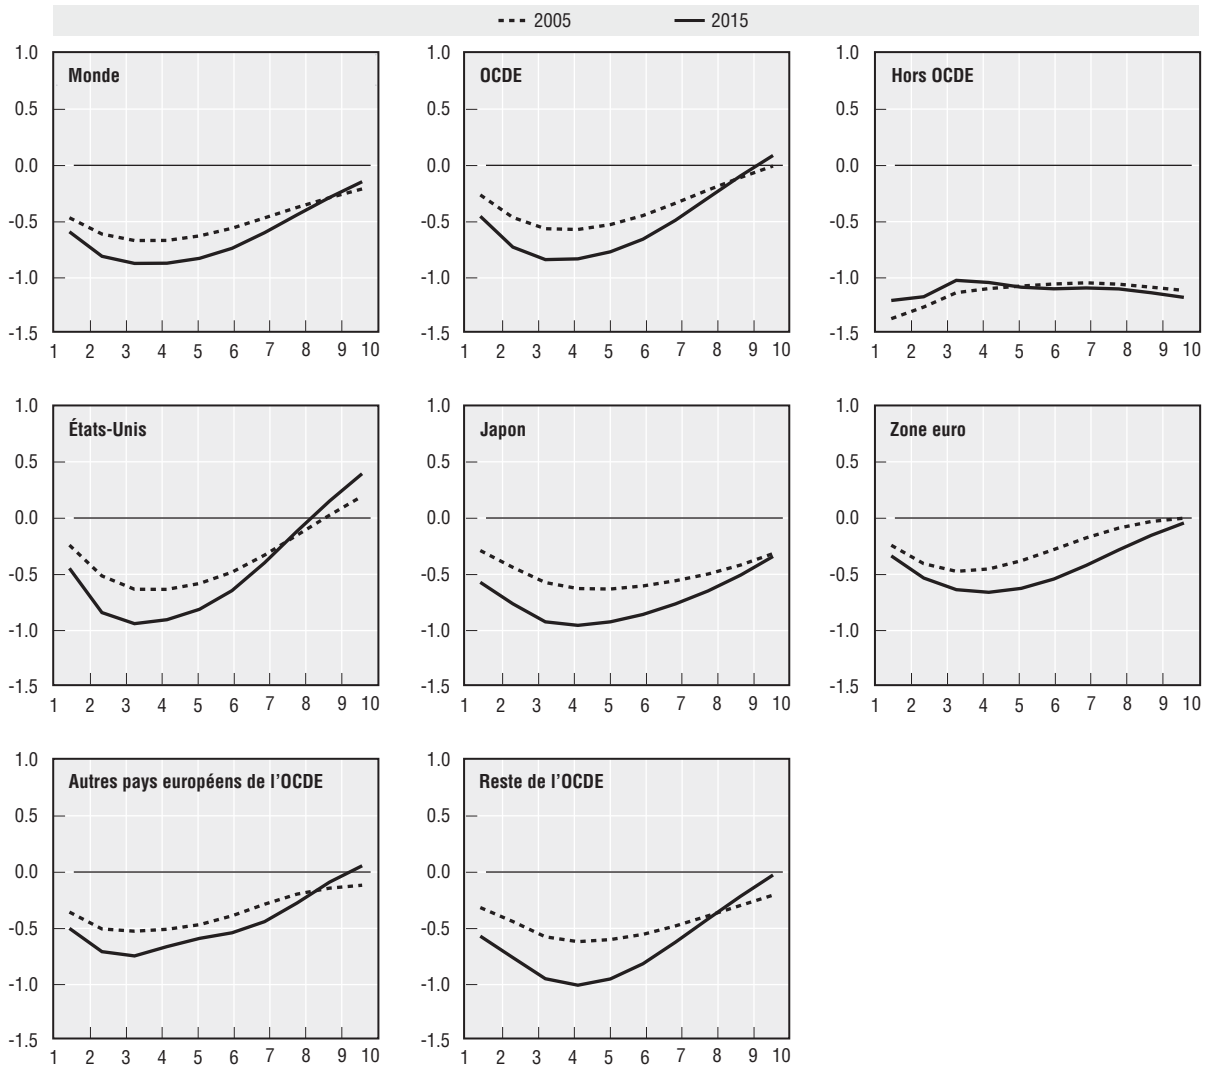 2005 2015
Monde OCDE Hors OCDE
1.0 1.0 1.0
0.5 0.5 0.5
0.0 0.0 0.0
-0.5 -0.5 -0.5
-1.0 -1.0 -1.0
-1.5 -1.5 -1.5
1 2 3 4 5 6 7 8 9 10 1 2 3 4 5 6 7 8 9 10 1 2 3 4 5 6 7 8 9 10
États-Unis Japon Zone euro
1.0 1.0 1.0
0.5 0.5 0.5
0.0 0.0 0.0
-0.5 -0.5 -0.5
-1.0 -1.0 -1.0
-1.5 -1.5 -1.5
1 2 3 4 5 6 7 8 9 10 1 2 3 4 5 6 7 8 9 10 1 2 3 4 5 6 7 8 9 10
Autres pays européens de l’OCDE Reste de l’OCDE
1.0 1.0
0.5 0.5
0.0 0.0
-0.5 -0.5
-1.0 -1.0
-1.5 -1.5
1 2 3 4 5 6 7 8 9 10 1 2 3 4 5 6 7 8 9 10